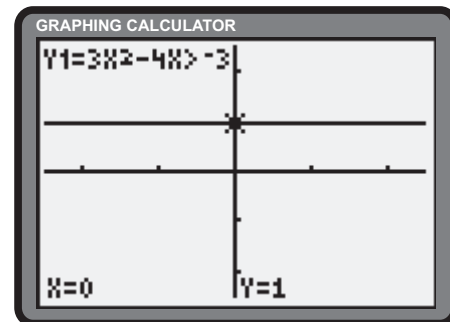 GRAPHING CALCULATOR
Y1=3X2-4X> -3
X=0 Y=1